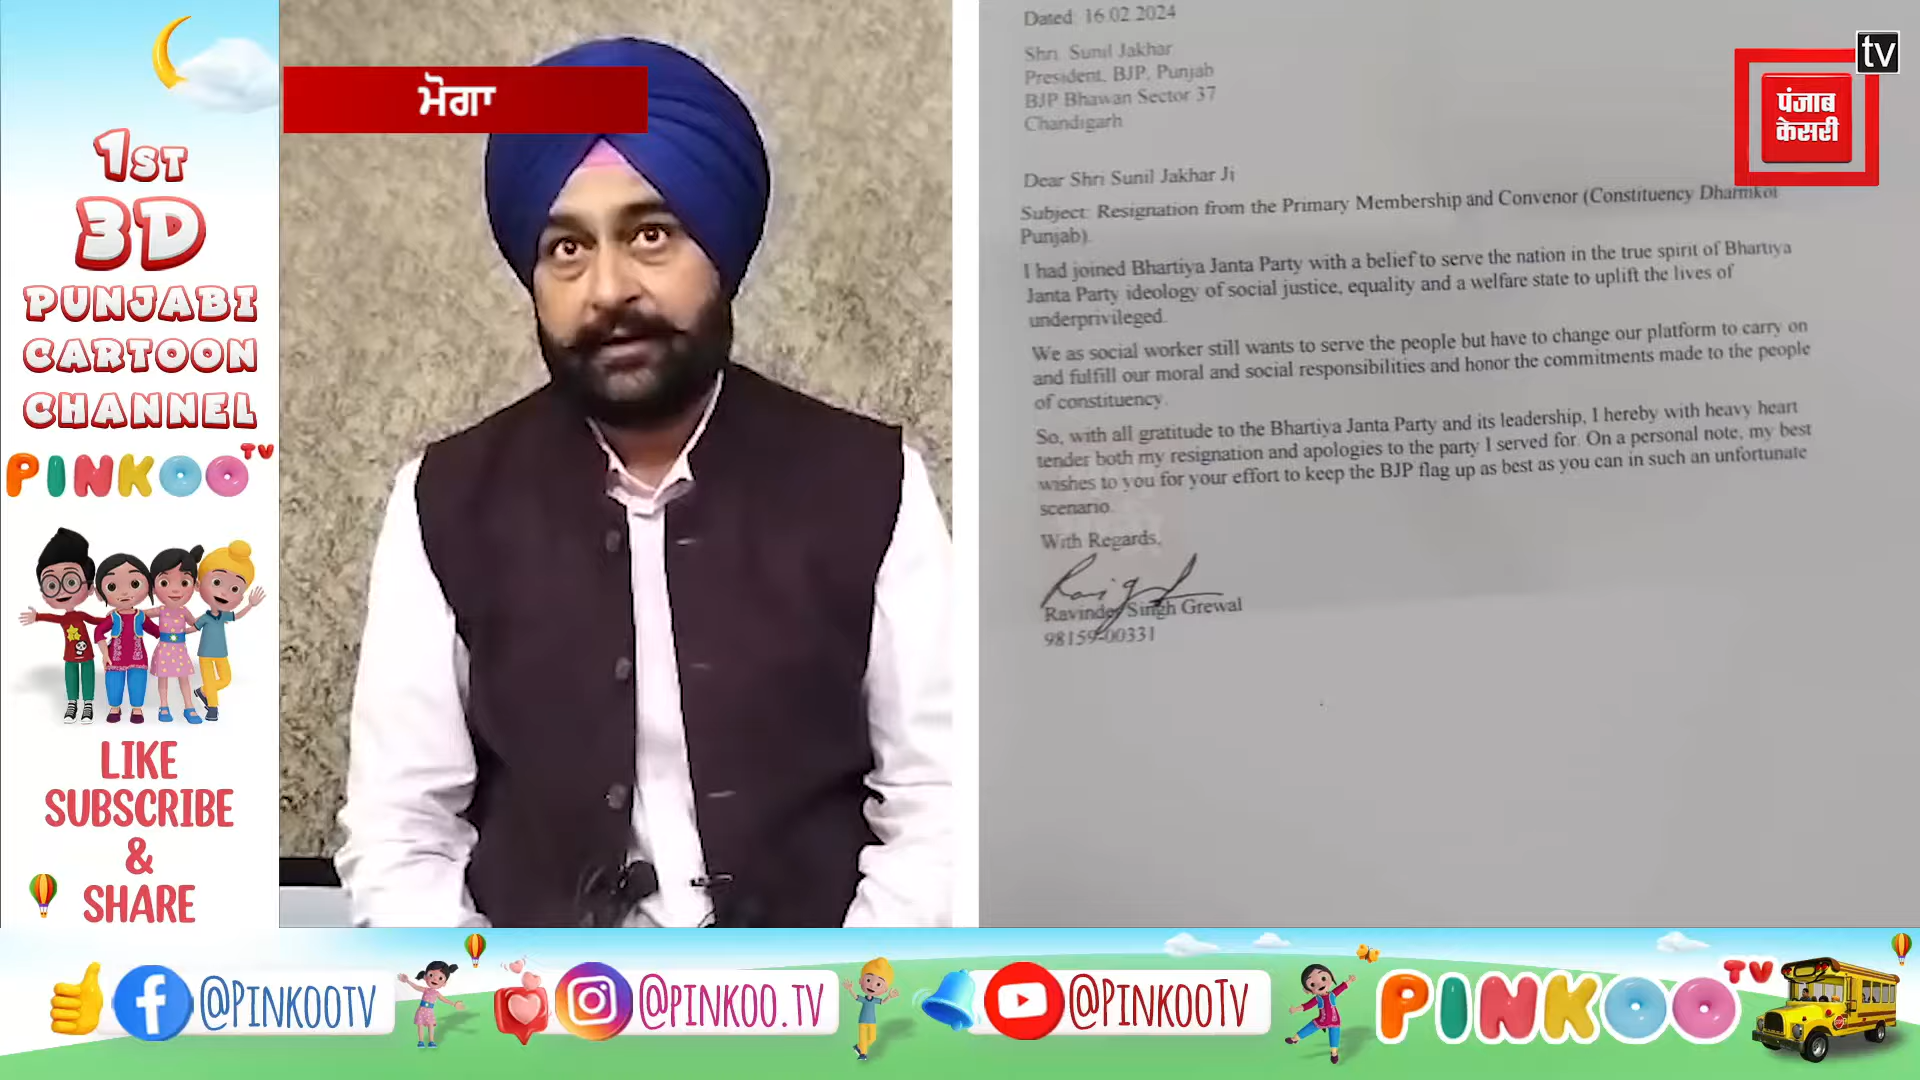 1ST
3D
PUNJABI
CARTOON
CHANNEL
PINKOO TV
LIKE
SUBSCRIBE
&
SHARE
ਮੋਗਾ
Dated: 16.02.2024
Shri. Sunil Jakhar
President, BJP, Punjab
BJP Bhawan Sector 37
Chandigarh
Dear Shri Sunil Jakhar Ji
Subject: Resignation from the Primary Membership and Convenor (Constituency Dharmkot
Punjab).
I had joined Bhartiya Janta Party with a belief to serve the nation in the true spirit of Bhartiya
Janta Party ideology of social justice, equality and a welfare state to uplift the lives of
underprivileged.
We as social worker still wants to serve the people but have to change our platform to carry on
and fulfill our moral and social responsibilities and honor the commitments made to the people
of constituency.
So, with all gratitude to the Bhartiya Janta Party and its leadership, I hereby with heavy heart
tender both my resignation and apologies to the party I served for. On a personal note, my best
wishes to you for your effort to keep the BJP flag up as best as you can in such an unfortunate
scenario.
With Regards,
Ravinder Singh Grewal
98159-00331
tv
पंजाब
केसरी
@PINKOOTV
@PINKOO.TV
@PINKOOTV
PINKOO TV